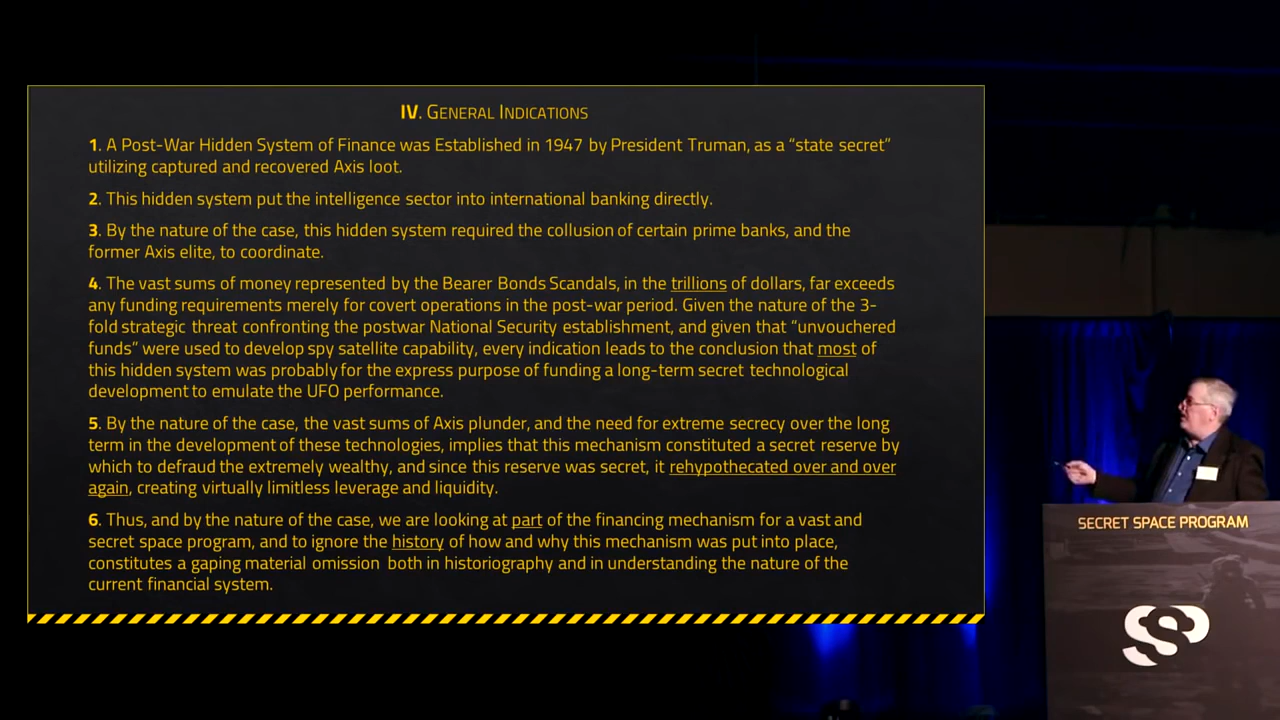 IV. GENERAL INDICATIONS
1. A Post-War Hidden System of Finance was Established in 1947 by President Truman, as a “state secret”
utilizing captured and recovered Axis loot.
2. This hidden system put the intelligence sector into international banking directly.
3. By the nature of the case, this hidden system required the collusion of certain prime banks, and the
former Axis elite, to coordinate.
4. The vast sums of money represented by the Bearer Bonds Scandals, in the trillions of dollars, far exceeds
any funding requirements merely for covert operations in the post-war period. Given the nature of the 3-
fold strategic threat confronting the postwar National Security establishment, and given that “unvouchered
funds” were used to develop spy satellite capability, every indication leads to the conclusion that most of
this hidden system was probably for the express purpose of funding a long-term secret technological
development to emulate the UFO performance.
5. By the nature of the case, the vast sums of Axis plunder, and the need for extreme secrecy over the long
term in the development of these technologies, implies that this mechanism constituted a secret reserve by
which to defraud the extremely wealthy, and since this reserve was secret, it rehypothecated over and over
again, creating virtually limitless leverage and liquidity.
6. Thus, and by the nature of the case, we are looking at part of the financing mechanism for a vast and
secret space program, and to ignore the history of how and why this mechanism was put into place,
constitutes a gaping material omission both in historiography and in understanding the nature of the
current financial system.
SECRET SPACE PROGRAM
SSP